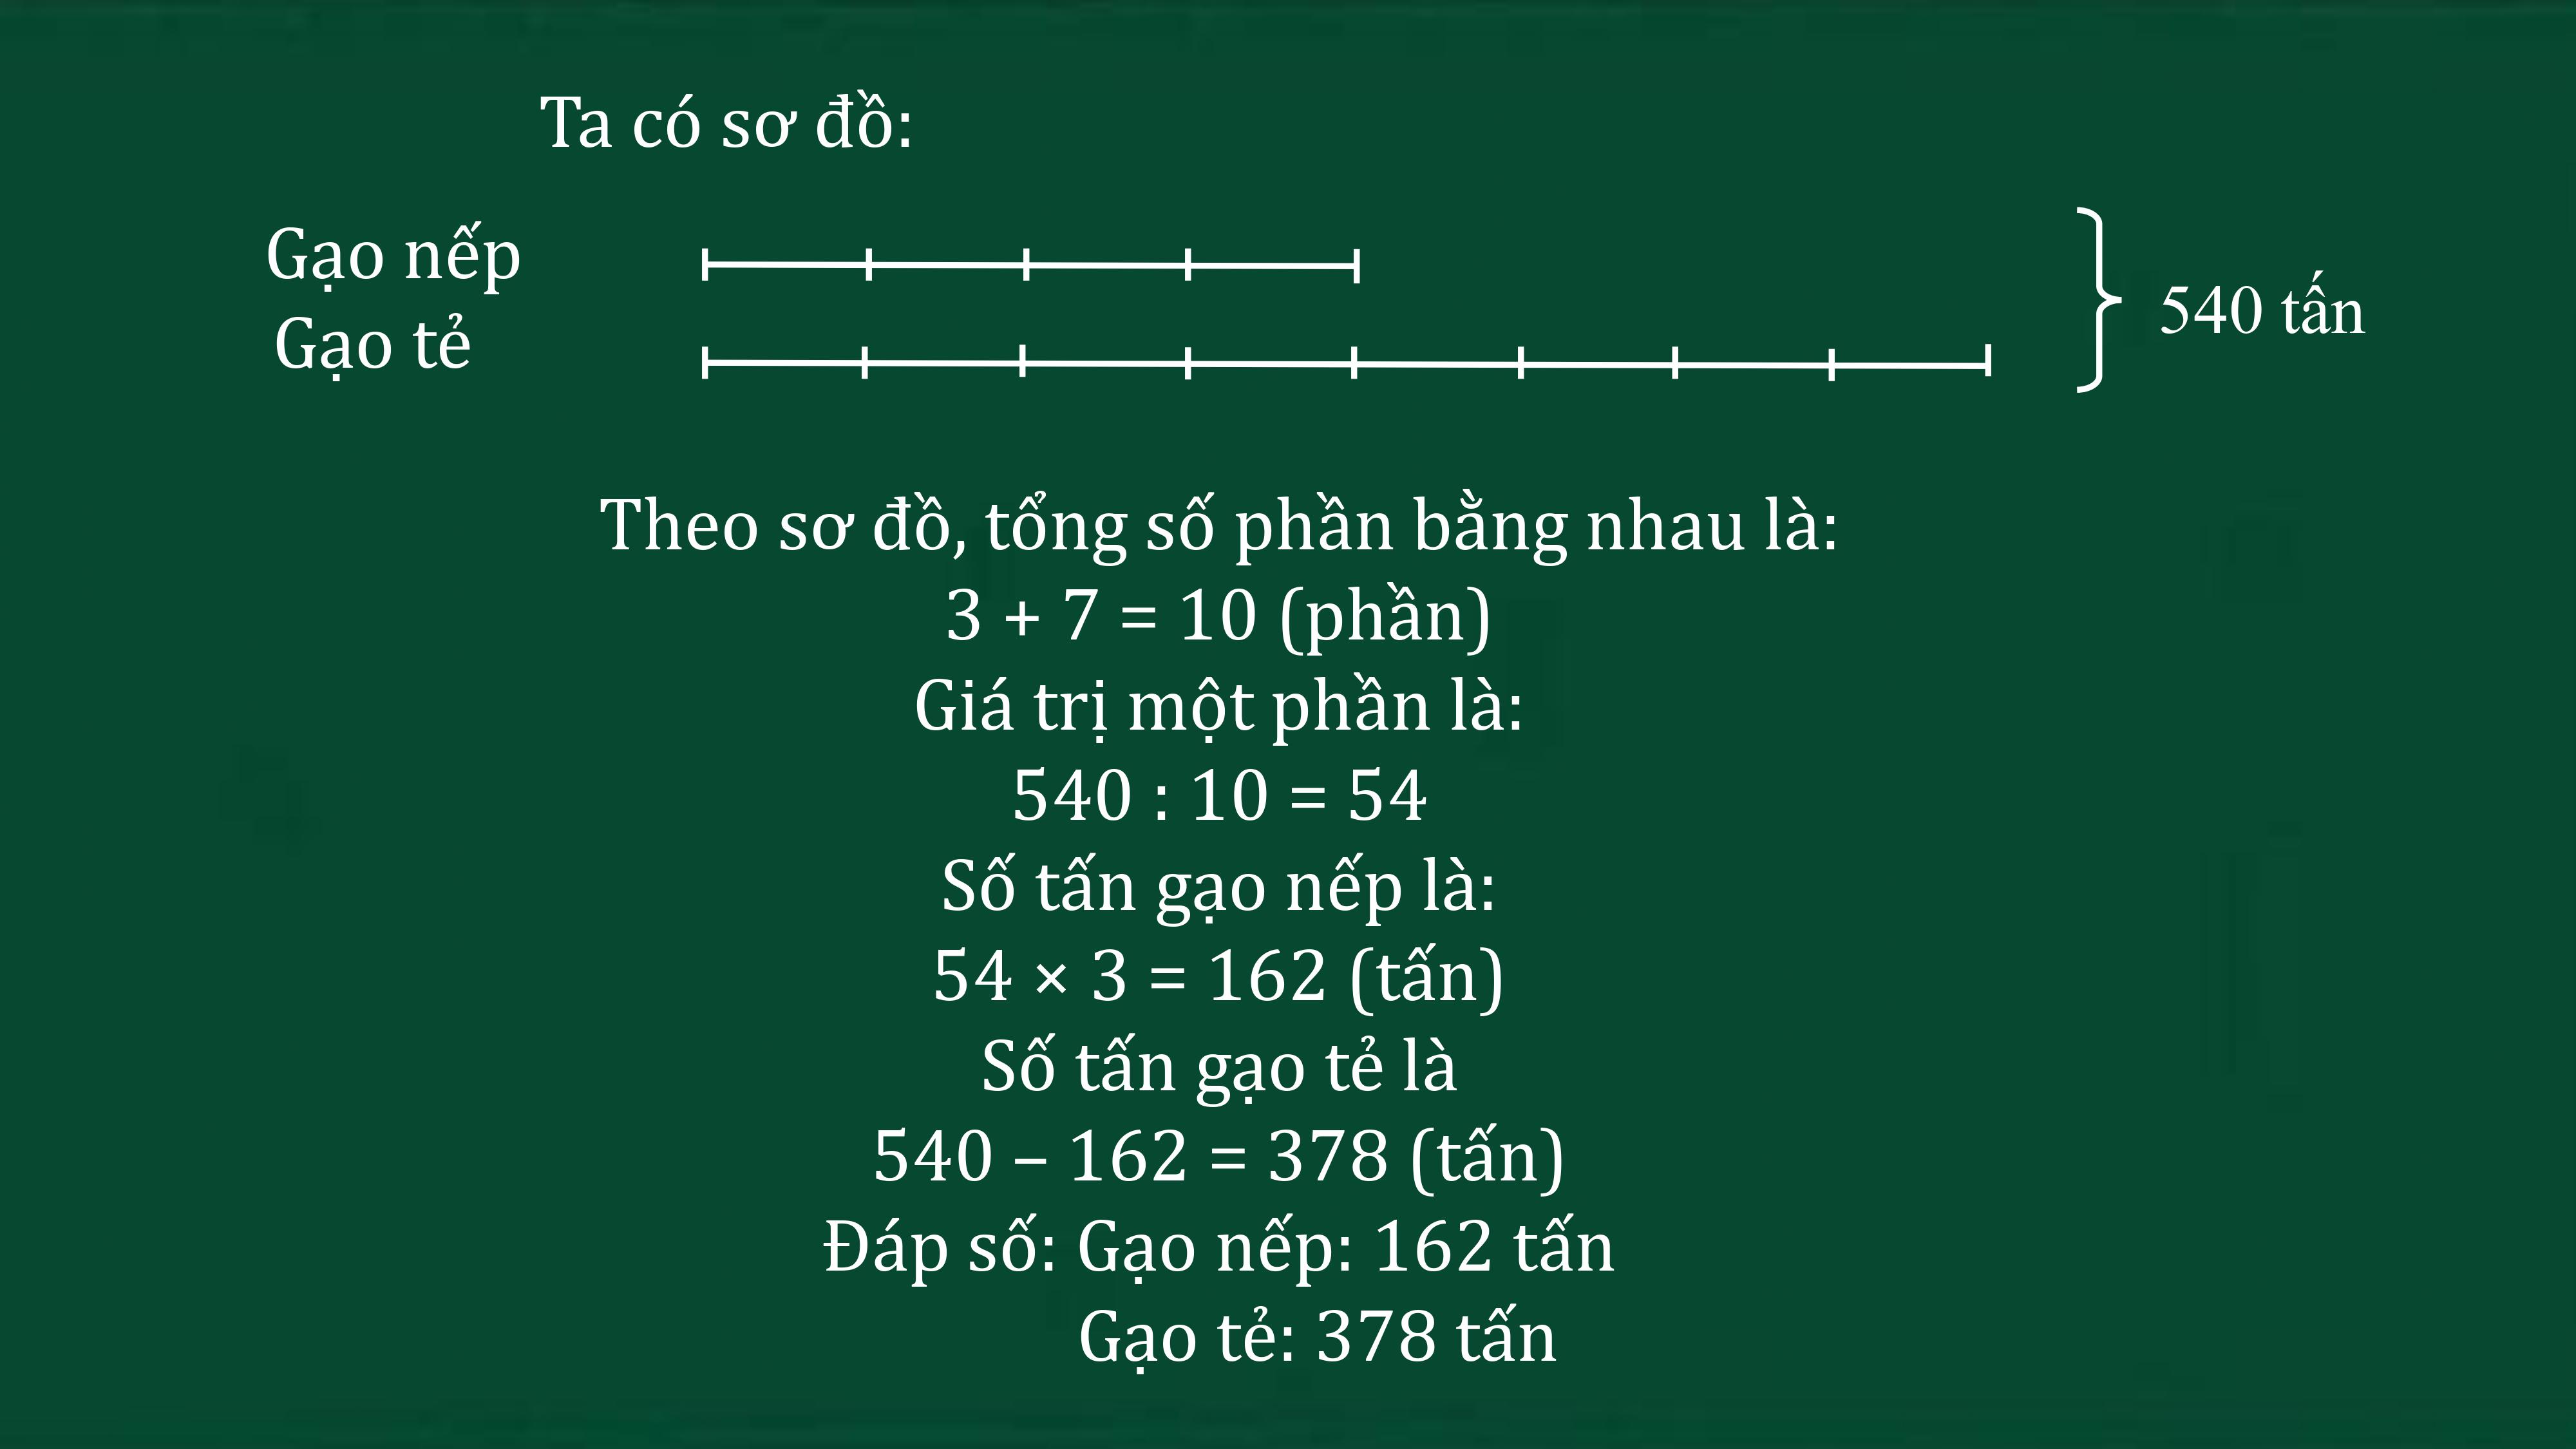 Ta có sơ đồ:
Gạo nếp
Gạo tẻ
540 tấn
Theo sơ đồ, tổng số phần bằng nhau là:
3 + 7 = 10 (phần)
Giá trị một phần là:
540 : 10 = 54
Số tấn gạo nếp là:
54 × 3 = 162 (tấn)
Số tấn gạo tẻ là
540 – 162 = 378 (tấn)
Đáp số: Gạo nếp: 162 tấn
Gạo tẻ: 378 tấn